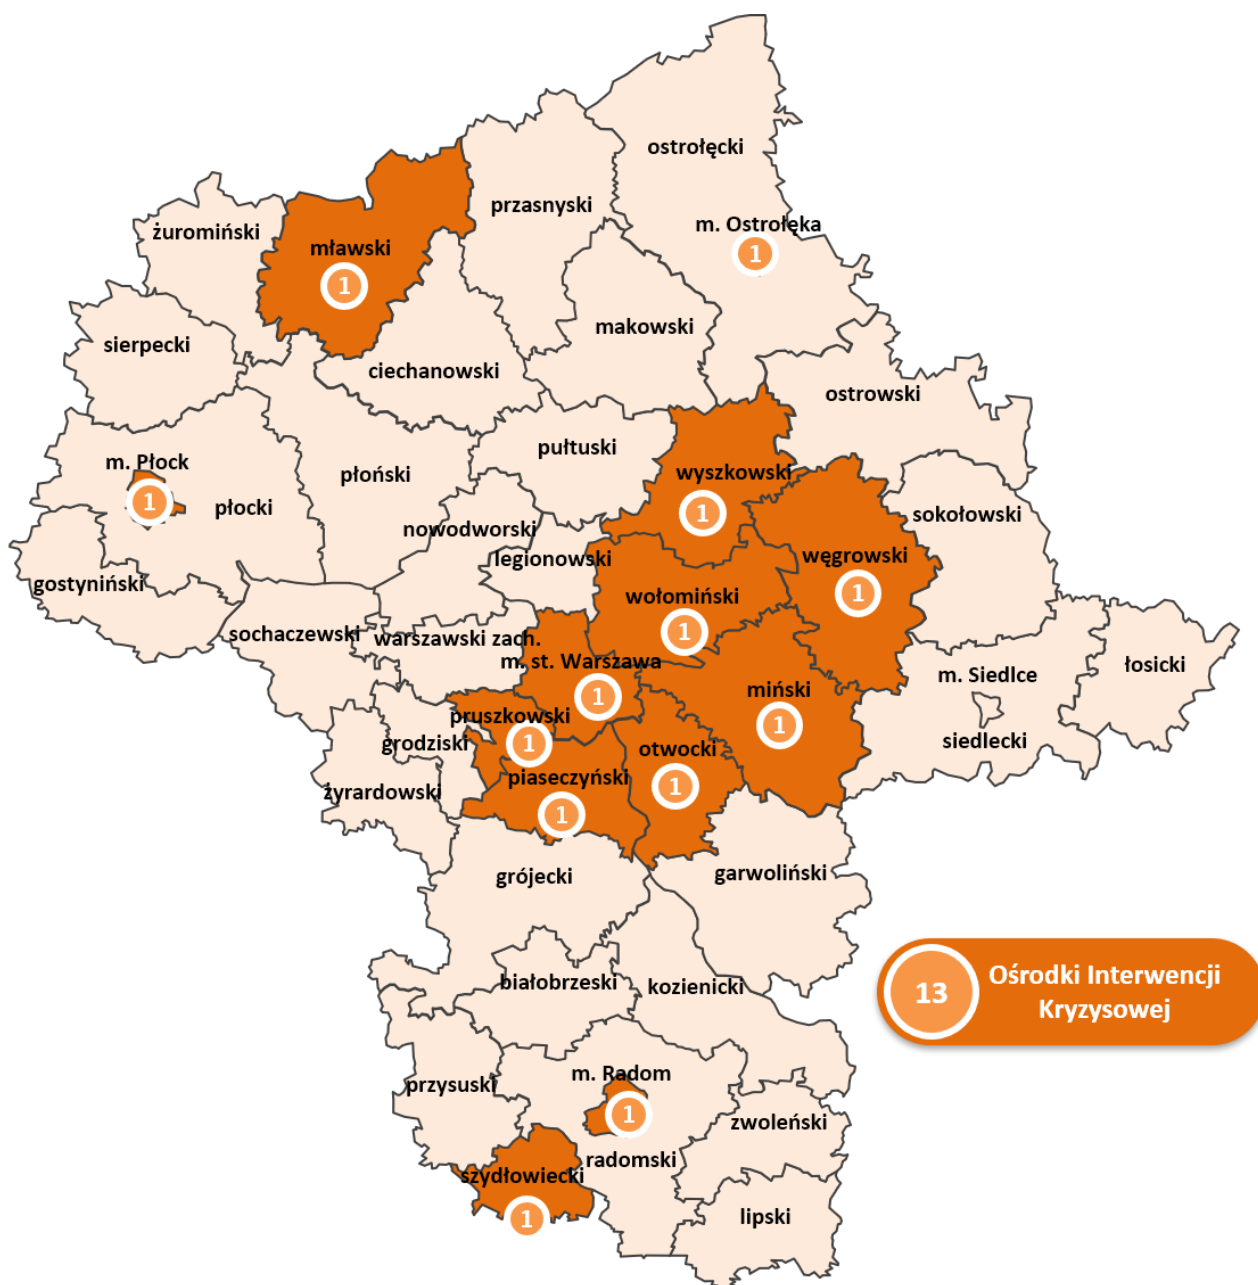 ostrołęcki
przasnyski
m. Ostrołęka
1
żuromiński
mławski
1
makowski
sierpecki
ciechanowski
ostrowski
pułtuski
m. Płock
1
płoński
wyszkowski
1
płocki
sokołowski
nowodworski
legionowski
węgrowski
1
gostyniński
wołomiński
1
sochaczewski
warszawski zach.
m. st. Warszawa
1
łosicki
m. Siedlce
miński
1
pruszkowski
1
siedlecki
grodziski
otwocki
1
piaseczyński
1
żyrardowski
grójecki
garwoliński
białobrzeski
kozienicki
13
Ośrodki Interwencji
Kryzysowej
m. Radom
1
przysuski
zwoleński
radomski
szydłowiecki
1
lipski